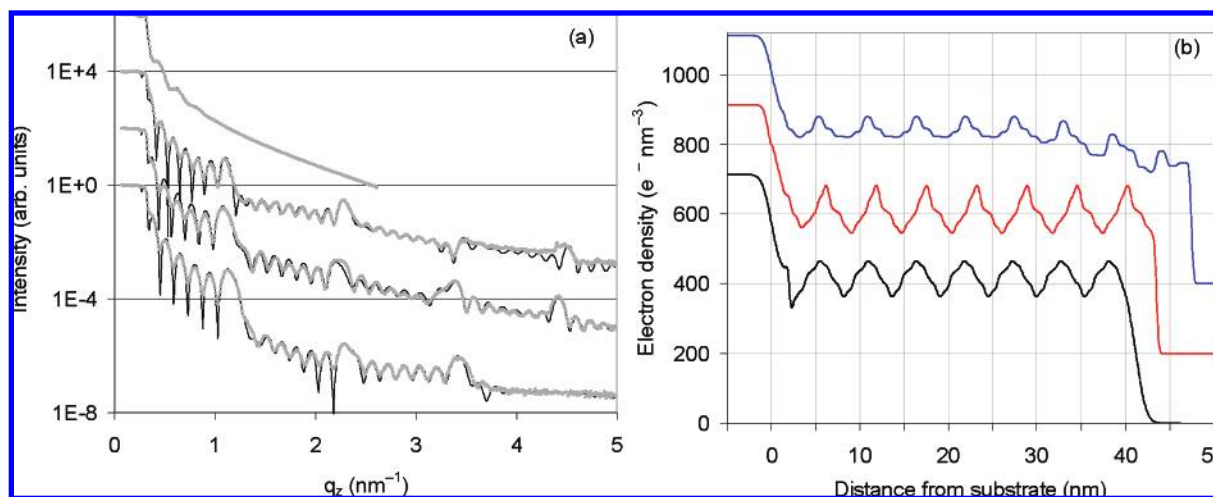 (a)
Intensity (arb. units)
1E+4
1E+0
1E-4
1E-8
0 1 2 3 4 5
q_z (nm⁻¹)
(b)
Electron density (e⁻ nm⁻³)
1000
800
600
400
200
0
0 10 20 30 40 50
Distance from substrate (nm)